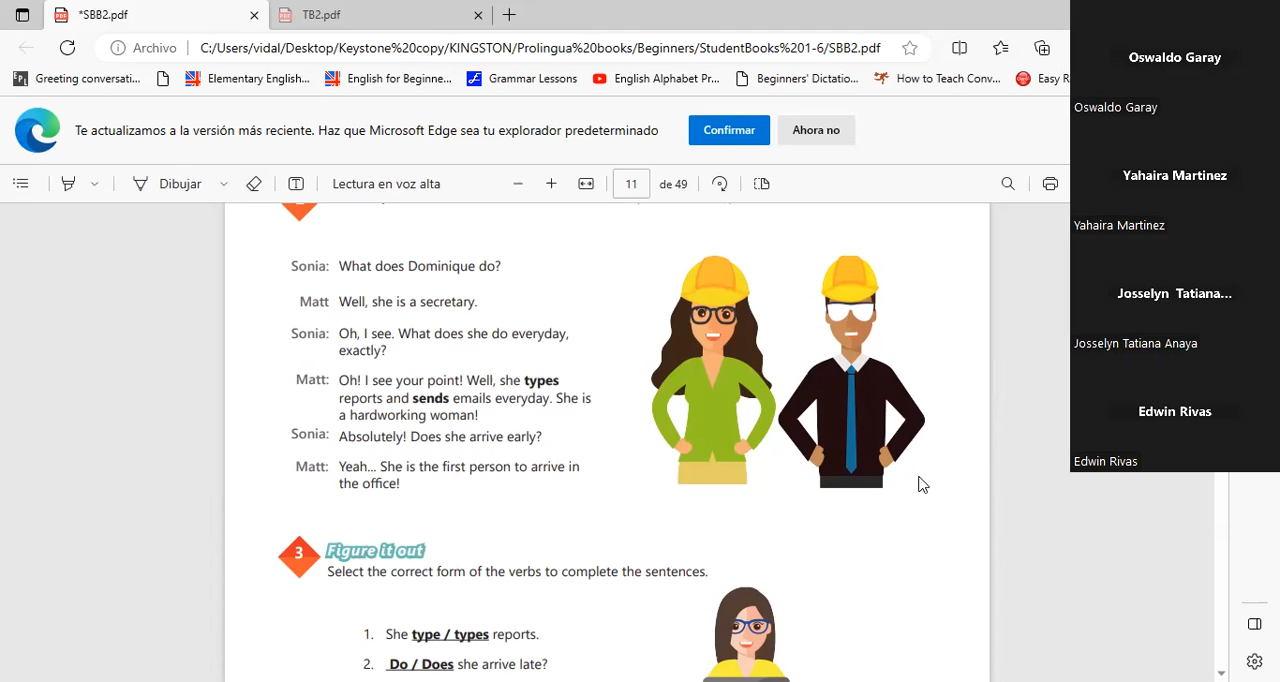 *SBB2.pdf
TB2.pdf
Archivo C:/Users/vidal/Desktop/Keystone%20copy/KINGSTON/Prolingua%20books/Beginners/StudentBooks%201-6/SBB2.pdf
Greeting conversati... Elementary English... English for Beginne... Grammar Lessons English Alphabet Pr... Beginners' Dictatio... How to Teach Conv... Easy R
Te actualizamos a la versión más reciente. Haz que Microsoft Edge sea tu explorador predeterminado Confirmar Ahora no
Dibujar Lectura en voz alta 11 de 49
Sonia: What does Dominique do?
Matt Well, she is a secretary.
Sonia: Oh, I see. What does she do everyday,
exactly?
Matt: Oh! I see your point! Well, she types
reports and sends emails everyday. She is
a hardworking woman!
Sonia: Absolutely! Does she arrive early?
Matt: Yeah... She is the first person to arrive in
the office!
3 Figure it out
Select the correct form of the verbs to complete the sentences.
1. She type / types reports.
2. Do / Does she arrive late?
Oswaldo Garay
Oswaldo Garay
Yahaira Martinez
Yahaira Martinez
Josselyn Tatiana...
Josselyn Tatiana Anaya
Edwin Rivas
Edwin Rivas